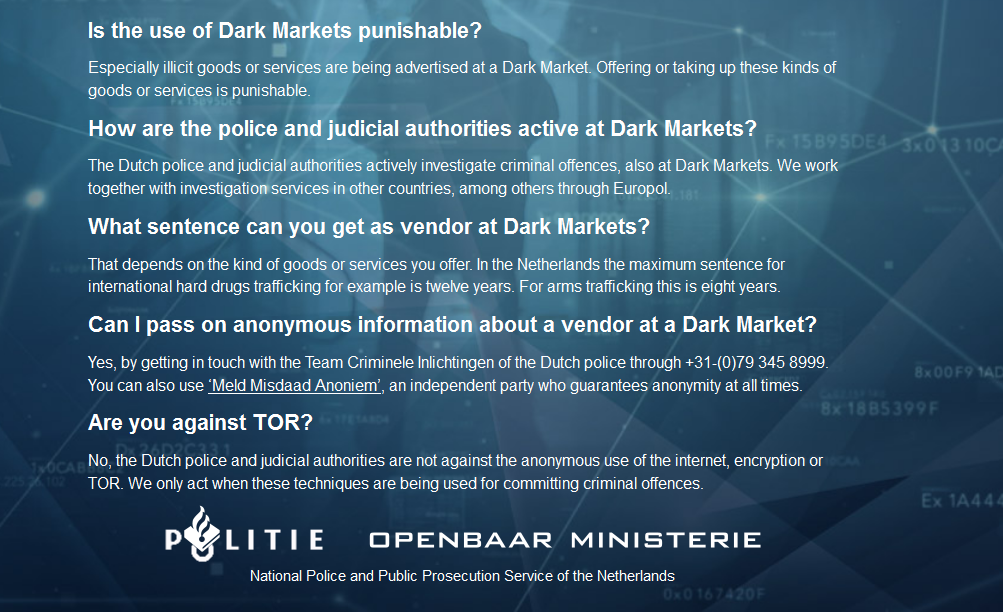 Is the use of Dark Markets punishable?
Especially illicit goods or services are being advertised at a Dark Market. Offering or taking up these kinds of
goods or services is punishable.
How are the police and judicial authorities active at Dark Markets?
Fx 15B95DE4
3x01310CA
The Dutch police and judicial authorities actively investigate criminal offences, also at Dark Markets. We work
together with investigation services in other countries, among others through Europol.
What sentence can you get as vendor at Dark Markets?
That depends on the kind of goods or services you offer. In the Netherlands the maximum sentence for
international hard drugs trafficking for example is twelve years. For arms trafficking this is eight years.
Can I pass on anonymous information about a vendor at a Dark Market?
Yes, by getting in touch with the Team Criminele Inlichtingen of the Dutch police through +31-(0)79 345 8999.
8x00F9 1AD
You can also use ‘Meld Misdaad Anoniem’, an independent party who guarantees anonymity at all times.
8x18B5399F
Are you against TOR?
No, the Dutch police and judicial authorities are not against the anonymous use of the internet, encryption or
TOR. We only act when these techniques are being used for committing criminal offences.
Ex 1A444
POLITIE
OPENBAAR MINISTERIE
National Police and Public Prosecution Service of the Netherlands
0x0167420F